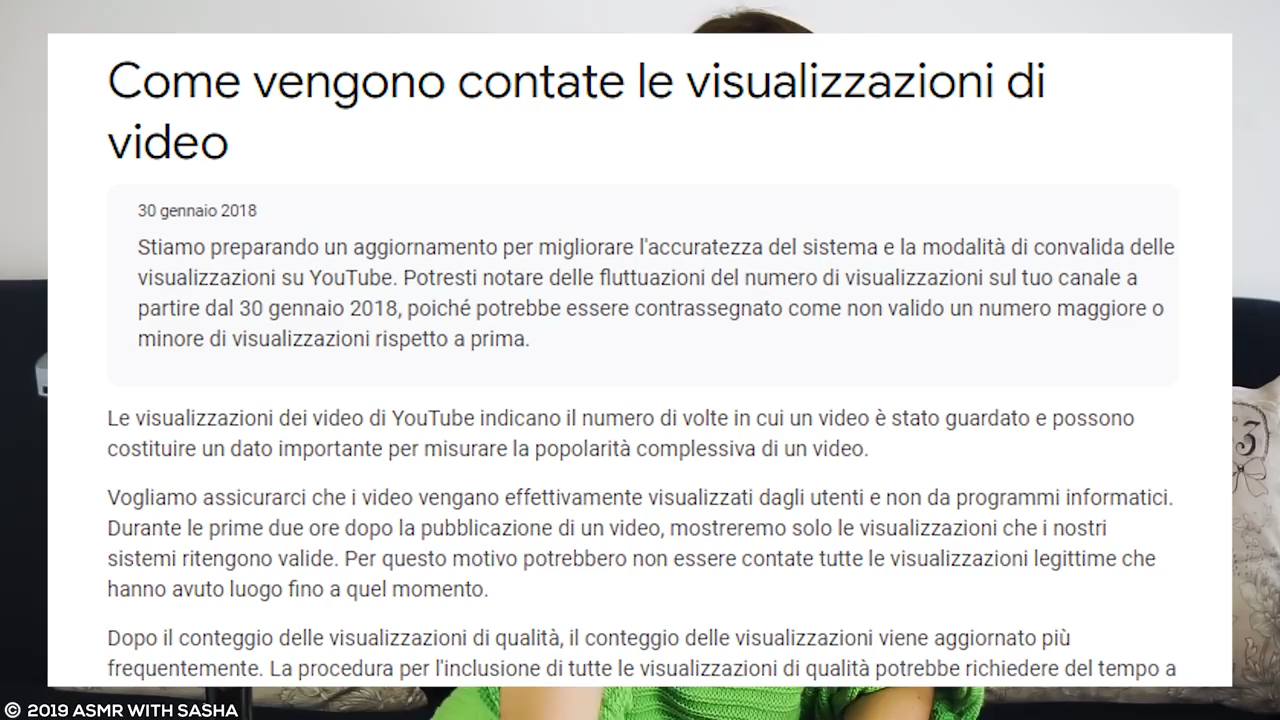 Come vengono contate le visualizzazioni di
video
30 gennaio 2018
Stiamo preparando un aggiornamento per migliorare l'accuratezza del sistema e la modalità di convalida delle
visualizzazioni su YouTube. Potresti notare delle fluttuazioni del numero di visualizzazioni sul tuo canale a
partire dal 30 gennaio 2018, poiché potrebbe essere contrassegnato come non valido un numero maggiore o
minore di visualizzazioni rispetto a prima.
Le visualizzazioni dei video di YouTube indicano il numero di volte in cui un video è stato guardato e possono
costituire un dato importante per misurare la popolarità complessiva di un video.
Vogliamo assicurarci che i video vengano effettivamente visualizzati dagli utenti e non da programmi informatici.
Durante le prime due ore dopo la pubblicazione di un video, mostreremo solo le visualizzazioni che i nostri
sistemi ritengono valide. Per questo motivo potrebbero non essere contate tutte le visualizzazioni legittime che
hanno avuto luogo fino a quel momento.
Dopo il conteggio delle visualizzazioni di qualità, il conteggio delle visualizzazioni viene aggiornato più
frequentemente. La procedura per l'inclusione di tutte le visualizzazioni di qualità potrebbe richiedere del tempo a
3
© 2019 ASMR WITH SASHA